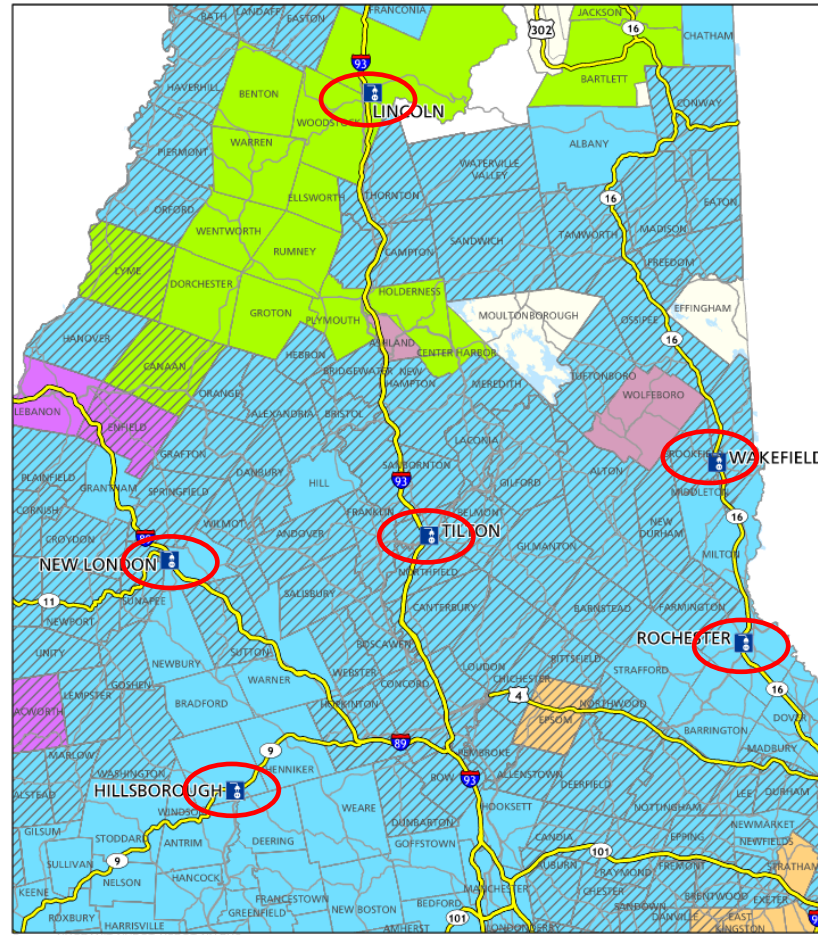 BATH
LANDAFF
EASTON
FRANCONIA
302
16
JACKSON
CHATHAM
93
BARTLETT
HAVERHILL
BENTON
LINCOLN
WOODSTOCK
CONWAY
WARREN
PIERMONT
ALBANY
WATERVILLE
VALLEY
ELLSWORTH
THORNTON
ORFORD
16
EATON
WENTWORTH
CAMPTON
SANDWICH
TAMWORTH
MADISON
RUMNEY
FREEDOM
LYME
DORCHESTER
HOLDERNESS
GROTON
PLYMOUTH
MOULTONBOROUGH
EFFINGHAM
OSSIPEE
HANOVER
ASHLAND
16
HEBRON
CENTER HARBOR
CANAAN
BRIDGEWATER
NEW
HAMPTON
MEREDITH
TUFTONBORO
ORANGE
WOLFEBORO
LEBANON
ENFIELD
ALEXANDRIA
BRISTOL
LACONIA
GRAFTON
BROOKFIELD
WAKEFIELD
SANBORNTON
DANBURY
ALTON
PLAINFIELD
HILL
93
GILFORD
GRANTHAM
SPRINGFIELD
MIDDLETON
CORNISH
FRANKLIN
BELMONT
16
WILMOT
NEW
DURHAM
CROYDON
ANDOVER
TILTON
89
GILMANTON
MILTON
NEW LONDON
NORTHFIELD
SALISBURY
11
SUNAPEE
CANTERBURY
BARNSTEAD
FARMINGTON
NEWPORT
BOSCAWEN
ROCHESTER
UNITY
SUTTON
PITTSFIELD
NEWBURY
LOUDON
STRAFFORD
WEBSTER
CHICHESTER
GOSHEN
WARNER
CONCORD
16
ACWORTH
LEMPSTER
4
NORTHWOOD
BRADFORD
HOPKINTON
EPSOM
DOVER
BARRINGTON
89
9
MADBURY
MARLOW
PEMBROKE
WASHINGTON
HENNIKER
BOW
93
ALLENSTOWN
DEERFIELD
ALSTEAD
HILLSBOROUGH
LEE
DURHAM
WINDSOR
WEARE
HOOKSETT
NOTTINGHAM
DUNBARTON
NEWMARKET
GILSUM
STODDARD
ANTRIM
DEERING
GOFFSTOWN
CANDIA
EPPING
NEWFIELDS
101
SULLIVAN
9
AUBURN
RAYMOND
FREMONT
STRATHAM
NELSON
HANCOCK
MANCHESTER
CHESTER
KEENE
FRANCESTOWN
BEDFORD
BRENTWOOD
EXETER
ROXBURY
GREENFIELD
NEW BOSTON
SANDOWN
DANVILLE
EAST
KINGSTON
HARRISVILLE
101
AMHERST
LONDONDERRY